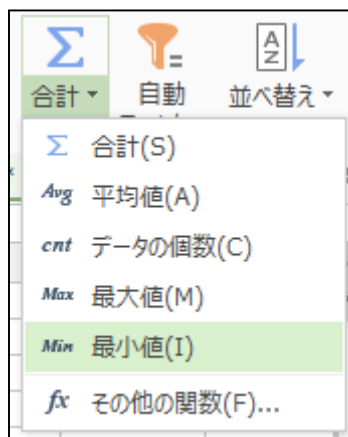 Σ
A
Z
合計
自動
並べ替え
Σ 合計(S)
Avg 平均値(A)
cnt データの個数(C)
Max 最大値(M)
Min 最小値(I)
fx その他の関数(F)...